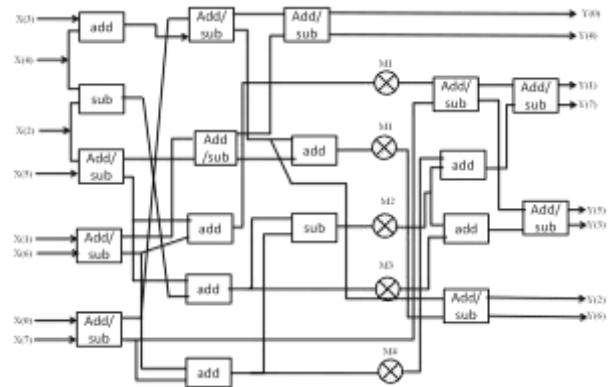 X(3)
add
Add/
sub
Add/
sub
Y(0)
Y(4)
X(4)
M1
sub
Add/
sub
Add/
sub
Y(1)
Y(7)
X(2)
Add/
sub
X(5)
Add
/sub
add
M1
add
M2
X(1)
X(6)
Add/
sub
add
sub
add
Add/
sub
Y(5)
Y(3)
M3
add
X(0)
X(7)
Add/
sub
Add/
sub
Y(2)
Y(6)
add
M4